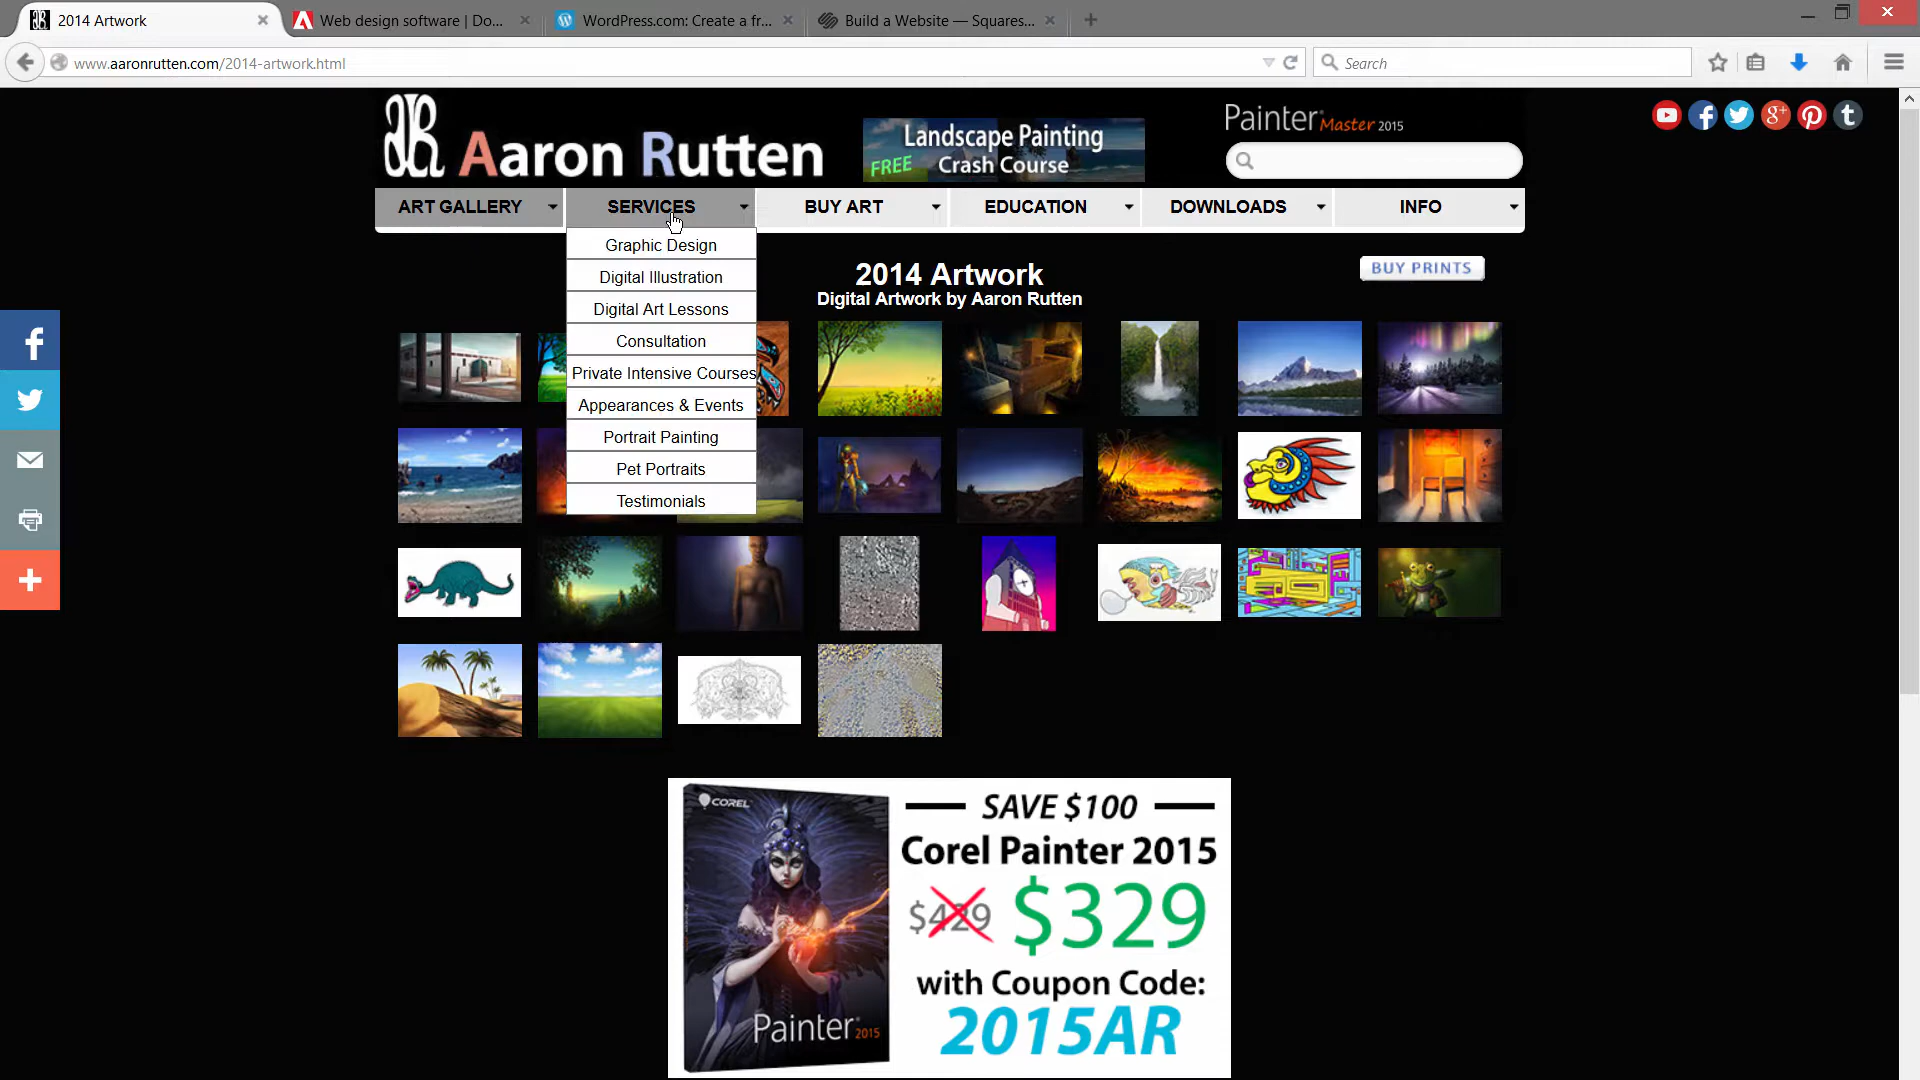 2014 Artwork
Web design software | Do...
WordPress.com: Create a fr...
Build a Website — Squares...
www.aaronrutten.com/2014-artwork.html
Search
Aaron Rutten
Landscape Painting
FREE Crash Course
Painter Master 2015
ART GALLERY
SERVICES
BUY ART
EDUCATION
DOWNLOADS
INFO
Graphic Design
Digital Illustration
Digital Art Lessons
Consultation
Private Intensive Courses
Appearances & Events
Portrait Painting
Pet Portraits
Testimonials
2014 Artwork
Digital Artwork by Aaron Rutten
BUY PRINTS
COREL
Painter 2015
SAVE $100
Corel Painter 2015
$429 $329
with Coupon Code:
2015AR